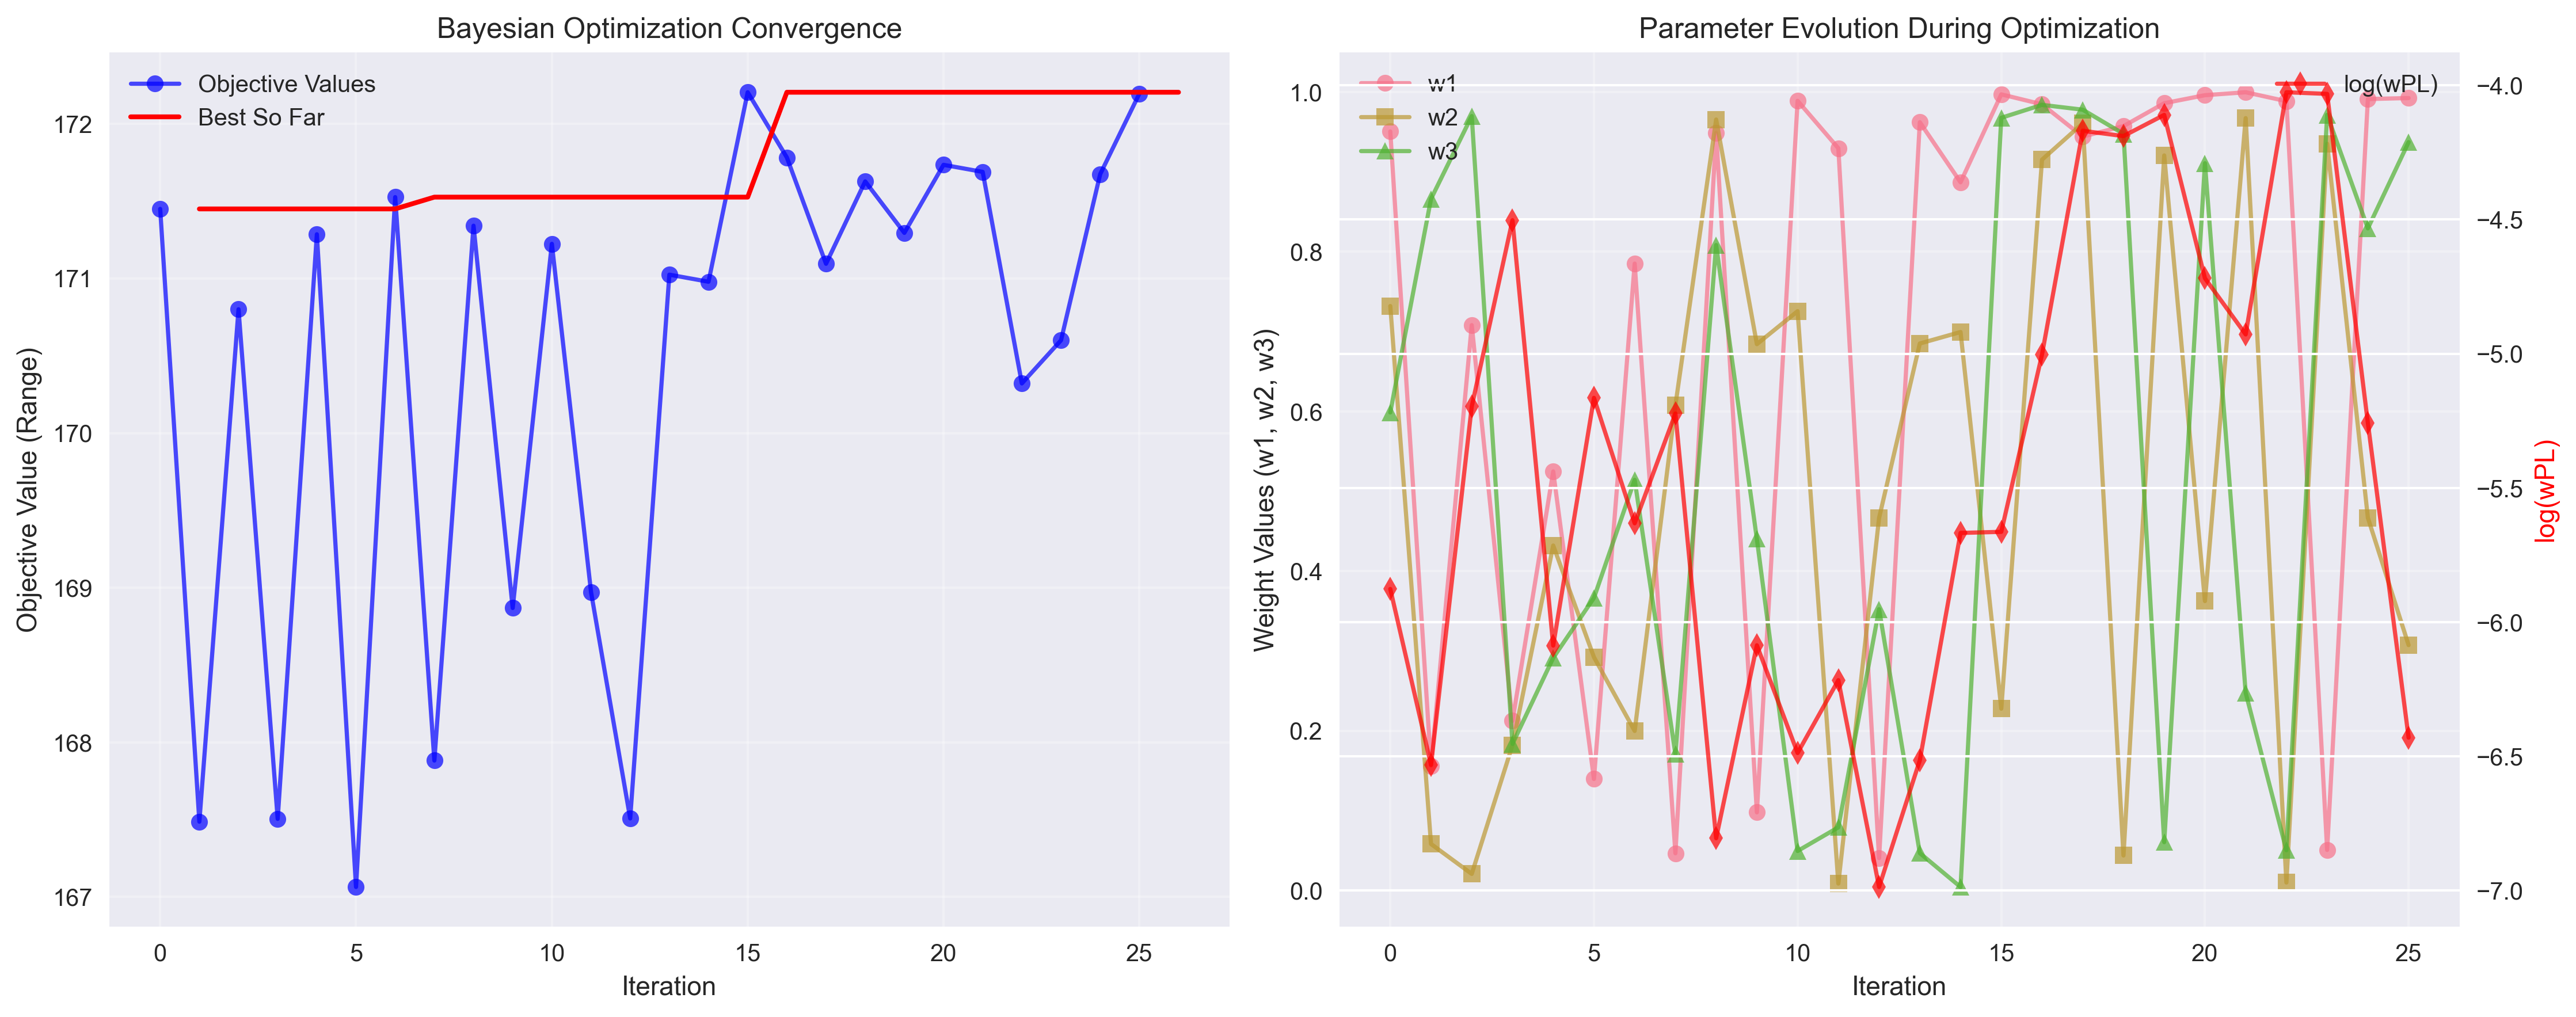 Bayesian Optimization Convergence
Objective Values
Best So Far
Objective Value (Range)
172
171
170
169
168
167
0 5 10 15 20 25
Iteration
Parameter Evolution During Optimization
w1
w2
w3
log(wPL)
Weight Values (w1, w2, w3)
1.0
0.8
0.6
0.4
0.2
0.0
−4.0
−4.5
−5.0
−5.5
−6.0
−6.5
−7.0
log(wPL)
0 5 10 15 20 25
Iteration